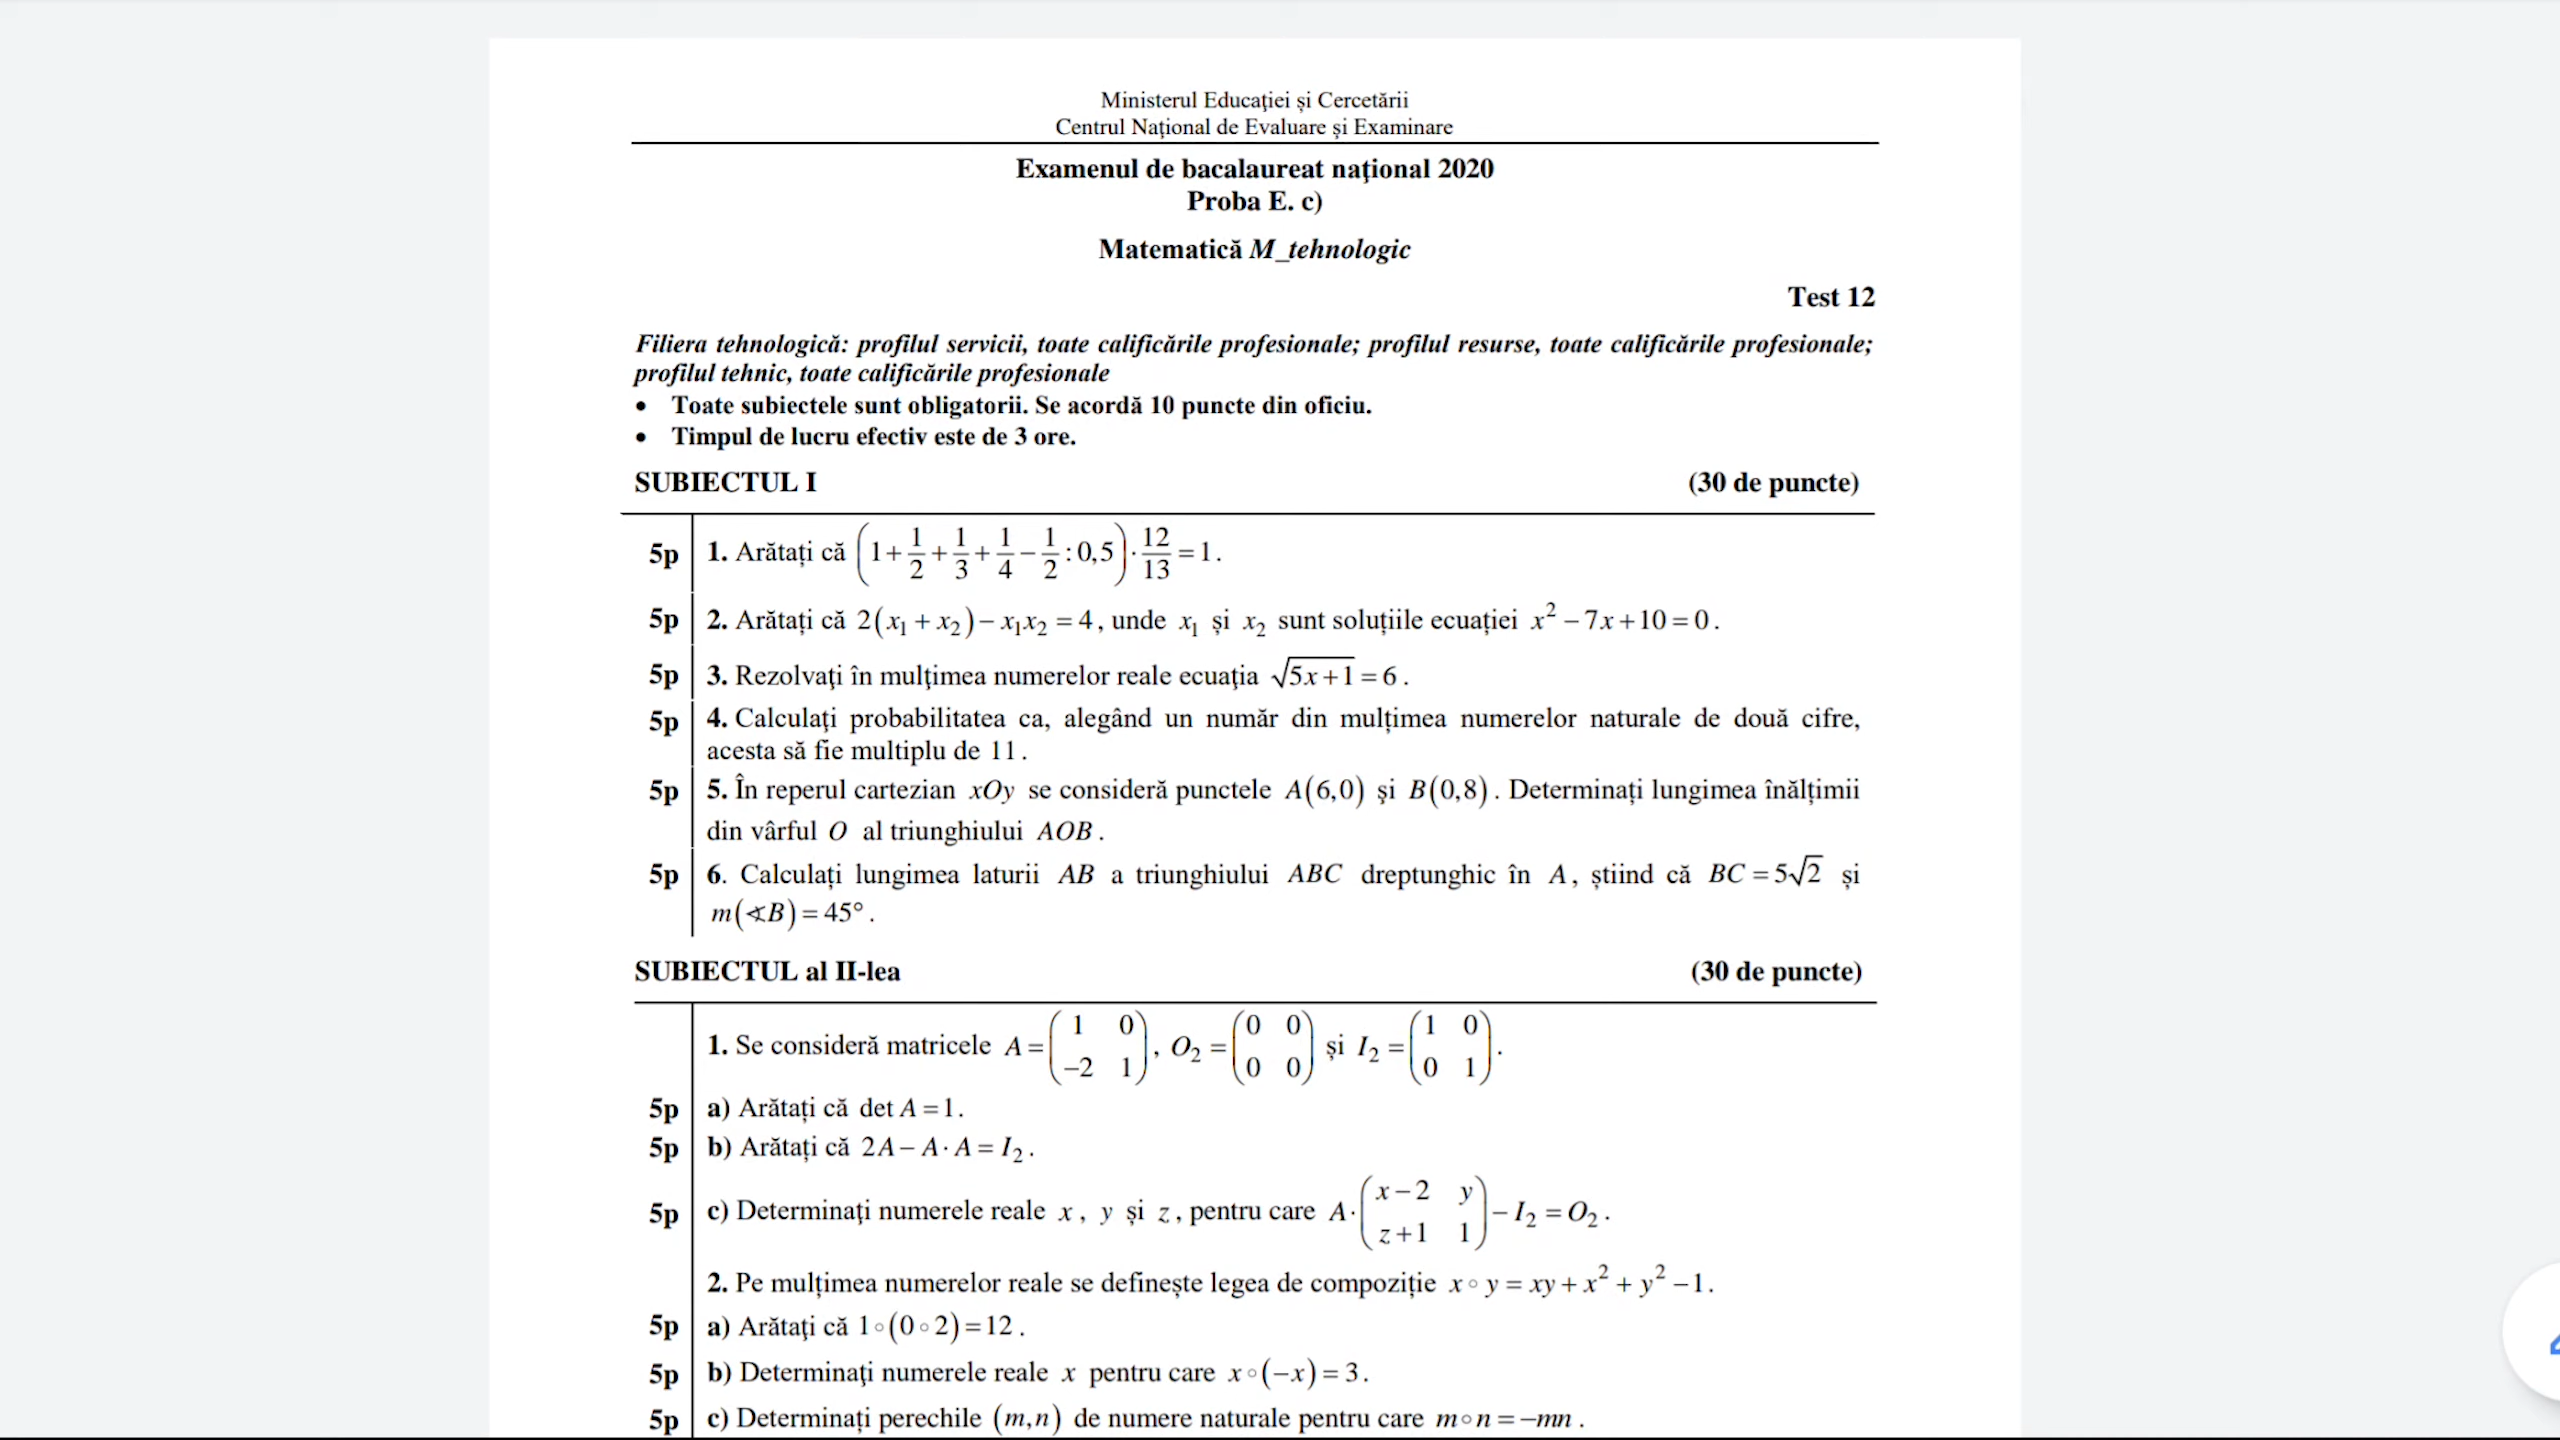 Ministerul Educaţiei și Cercetării
Centrul Național de Evaluare și Examinare
Examenul de bacalaureat naţional 2020
Proba E. c)
Matematică M_tehnologic
Test 12
Filiera tehnologică: profilul servicii, toate calificările profesionale; profilul resurse, toate calificările profesionale;
profilul tehnic, toate calificările profesionale
• Toate subiectele sunt obligatorii. Se acordă 10 puncte din oficiu.
• Timpul de lucru efectiv este de 3 ore.
SUBIECTUL I (30 de puncte)
5p 1. Arătați că (1 + 1/2 + 1/3 + 1/4 − 1/2 : 0,5) · 12/13 = 1.
5p 2. Arătați că 2(x₁ + x₂) − x₁x₂ = 4, unde x₁ și x₂ sunt soluțiile ecuației x² − 7x + 10 = 0.
5p 3. Rezolvaţi în mulţimea numerelor reale ecuaţia √(5x+1) = 6.
5p 4. Calculaţi probabilitatea ca, alegând un număr din mulțimea numerelor naturale de două cifre,
acesta să fie multiplu de 11.
5p 5. În reperul cartezian xOy se consideră punctele A(6,0) şi B(0,8). Determinați lungimea înălțimii
din vârful O al triunghiului AOB.
5p 6. Calculați lungimea laturii AB a triunghiului ABC dreptunghic în A, știind că BC = 5√2 și
m(∢B) = 45°.
SUBIECTUL al II-lea (30 de puncte)
1. Se consideră matricele A = (1 0; −2 1), O₂ = (0 0; 0 0) și I₂ = (1 0; 0 1).
5p a) Arătați că det A = 1.
5p b) Arătați că 2A − A · A = I₂.
5p c) Determinați numerele reale x, y și z, pentru care A · (x−2 y; z+1 1) − I₂ = O₂.
2. Pe mulțimea numerelor reale se definește legea de compoziție x ∘ y = xy + x² + y² − 1.
5p a) Arătaţi că 1 ∘ (0 ∘ 2) = 12.
5p b) Determinaţi numerele reale x pentru care x ∘ (−x) = 3.
5p c) Determinați perechile (m,n) de numere naturale pentru care m ∘ n = −mn.